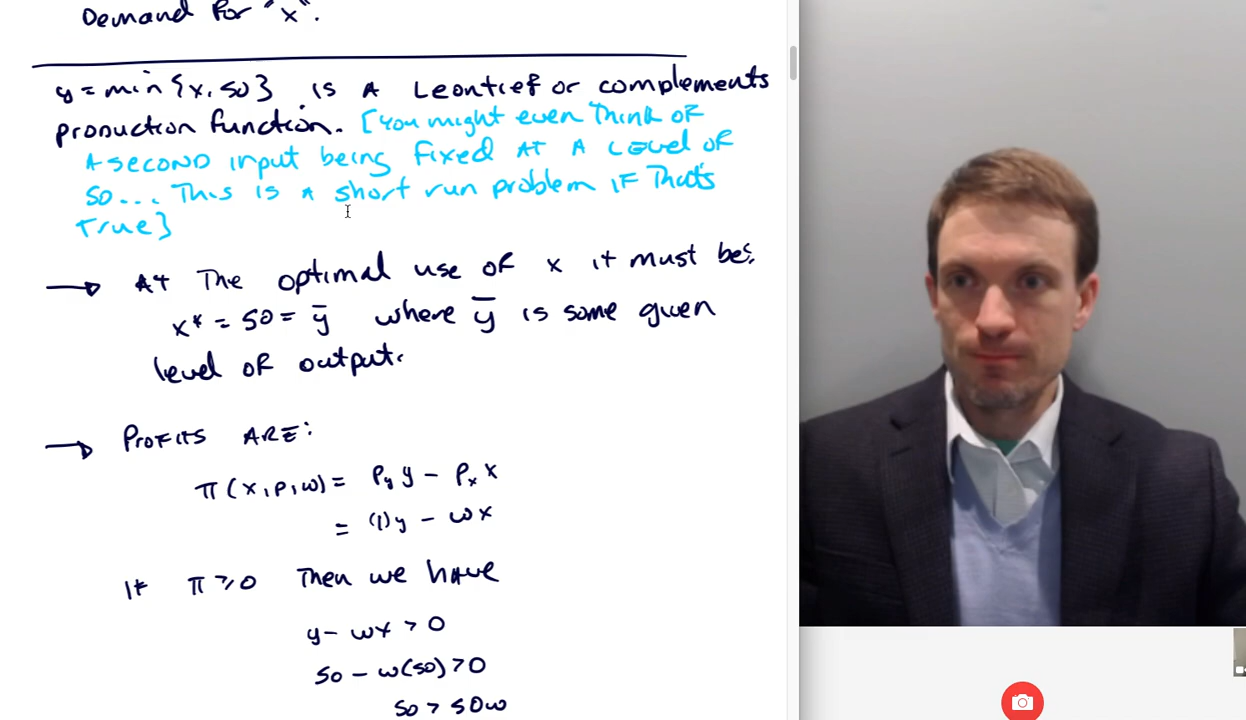 Demand for "x".
y = min {x, 50} is a Leontief or complements
production function. [You might even think of
a second input being fixed at a level of
50... This is a short run problem if that's
true]
→ At the optimal use of x it must be:
x* = 50 = ȳ where ȳ is some given
level of output.
→ Profits are:
π(x, p, w) = Pyy - Pxx
= (1)y - wx
If π ≥ 0 Then we have
y - wx > 0
50 - w(50) > 0
50 > 50w